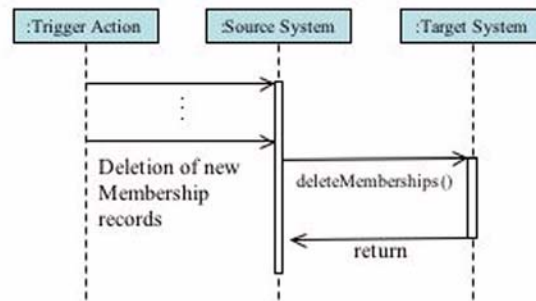 :Trigger Action
:Source System
:Target System
Deletion of new
Membership
records
deleteMemberships()
return